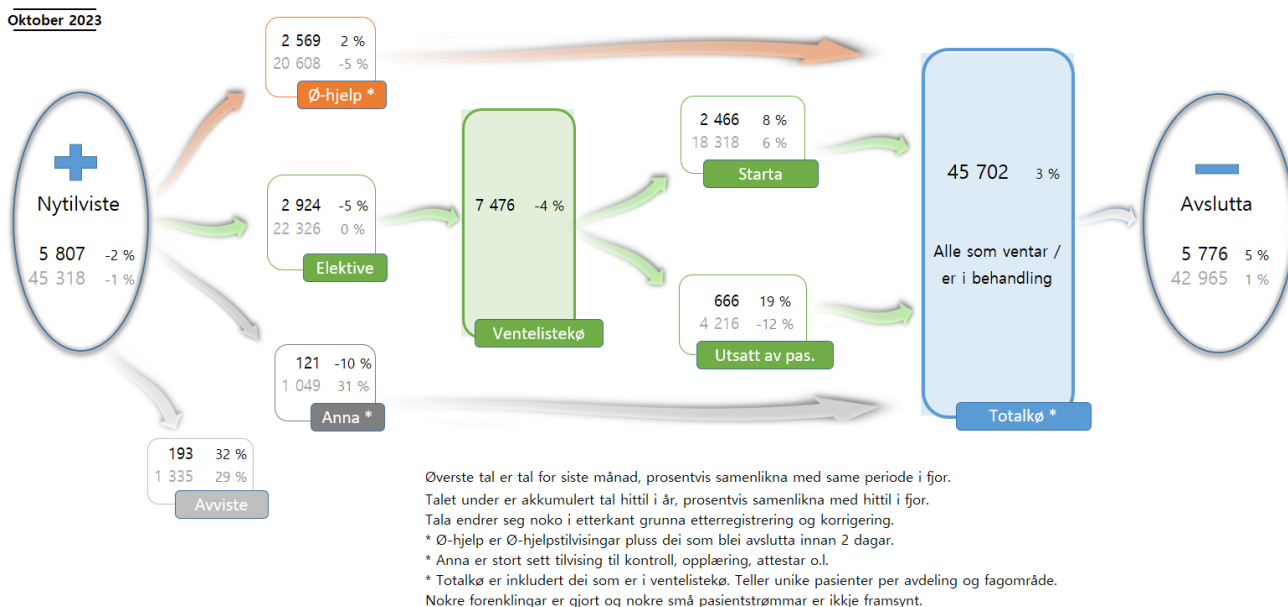 Oktober 2023
2 569 2 %
20 608 -5 %
Ø-hjelp *
Nytilviste
5 807 -2 %
45 318 -1 %
2 924 -5 %
22 326 0 %
Elektive
121 -10 %
1 049 31 %
Anna *
193 32 %
1 335 29 %
Avviste
7 476 -4 %
Ventelistekø
2 466 8 %
18 318 6 %
Starta
666 19 %
4 216 -12 %
Utsatt av pas.
45 702 3 %
Alle som ventar /
er i behandling
Totalkø *
Avslutta
5 776 5 %
42 965 1 %
Øverste tal er tal for siste månad, prosentvis samenlikna med same periode i fjor.
Talet under er akkumulert tal hittil i år, prosentvis samenlikna med hittil i fjor.
Tala endrer seg noko i etterkant grunna etterregistrering og korrigering.
* Ø-hjelp er Ø-hjelpstilvisingar pluss dei som blei avslutta innan 2 dagar.
* Anna er stort sett tilvising til kontroll, opplæring, attestar o.l.
* Totalkø er inkludert dei som er i ventelistekø. Teller unike pasienter per avdeling og fagområde.
Nokre forenklingar er gjort og nokre små pasientstrømmar er ikkje framsynt.